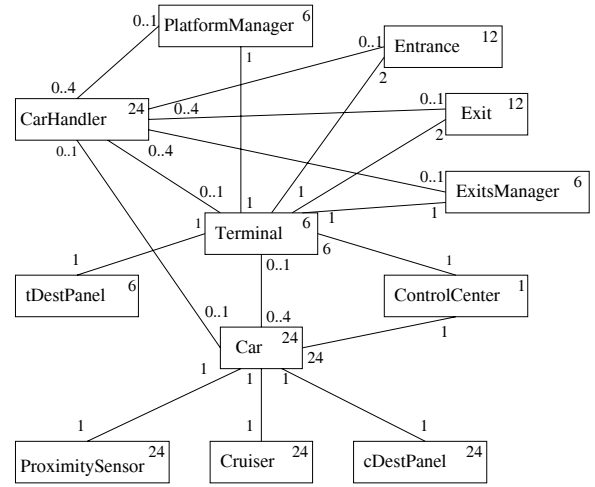 PlatformManager 6
0..1
1
Entrance 12
0..1
2
0..4
CarHandler 24
0..4
0..1
0..4
Exit 12
0..1
2
ExitsManager 6
0..1
1
0..1
1
1
1
Terminal 6
1
6
0..1
1
tDestPanel 6
1
ControlCenter 1
1
0..1
0..4
Car 24
24
1
1
1
1
1
1
ProximitySensor 24
Cruiser 24
cDestPanel 24